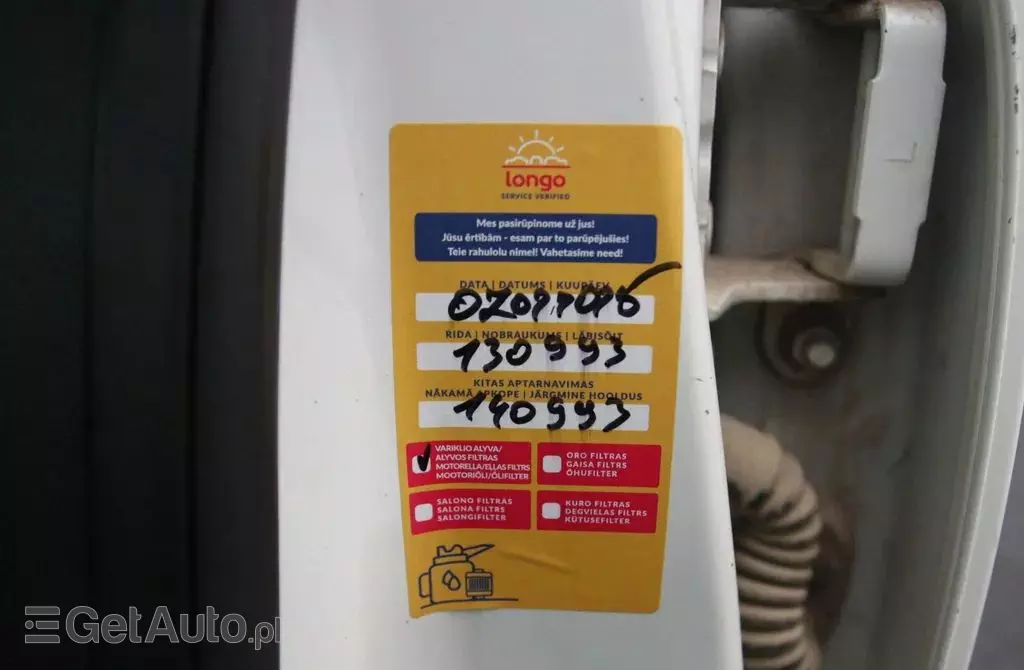 longo
SERVICE VERIFIED
Mes pasirūpinome už jus!
Jūsu ērtībām - esam par to parūpējušies!
Teie rahulolu nimel! Vahetasime need!
DATA | DATUMS | KUUPÄEV
RIDA | NOBRAUKUMS | LÄBISÕIT
130993
KITAS APTARNAVIMAS
NĀKAMĀ APKOPE | JÄRGMINE HOOLDUS
140993
VARIKLIO ALYVA/
ALYVOS FILTRAS
MOTORELLA/ELLAS FILTRS
MOOTORIÕLI/ÕLIFILTER
ORO FILTRAS
GAISA FILTRS
ÕHUFILTER
SALONO FILTRAS
SALONA FILTRS
SALONGIFILTER
KURO FILTRAS
DEGVIELAS FILTRS
KÜTUSEFILTER
GetAuto.pl